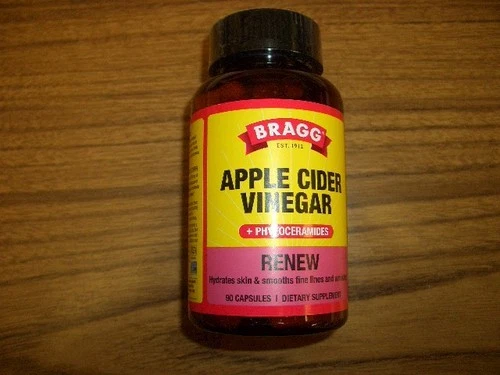 BRAGG
EST. 1912
APPLE CIDER
VINEGAR
+ PHYTOCERAMIDES
RENEW
Hydrates skin & smooths fine lines and
90 CAPSULES | DIETARY SUPPLEMENT